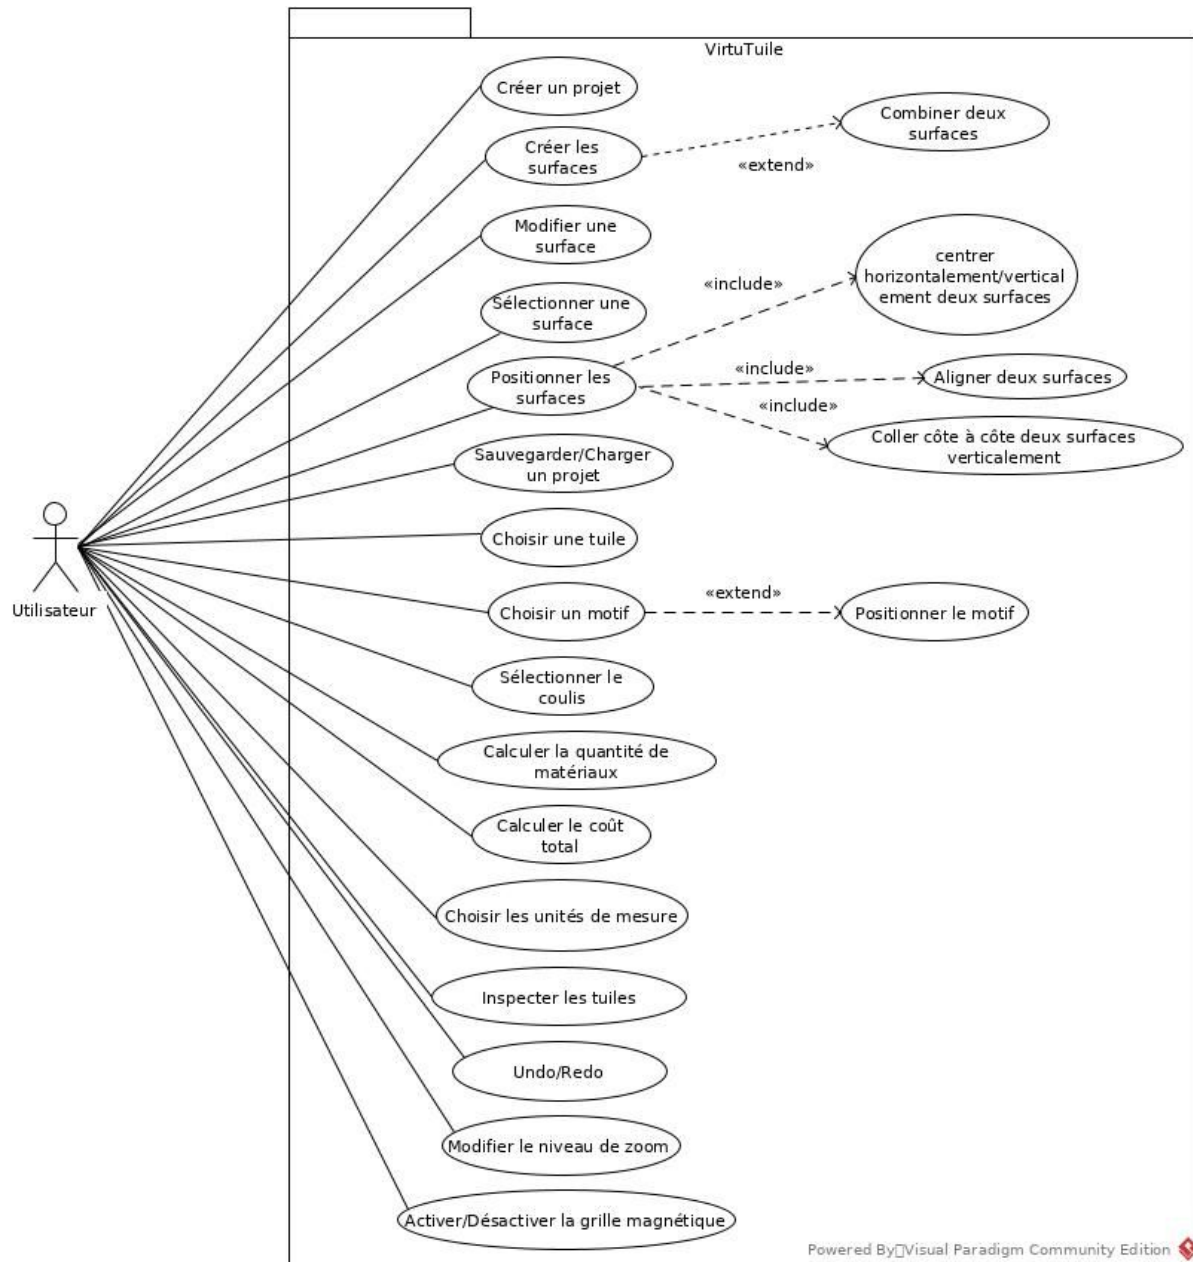 VirtuTuile
Créer un projet
Créer les
surfaces
«extend»
Combiner deux
surfaces
Modifier une
surface
Sélectionner une
surface
Positionner les
surfaces
«include»
centrer
horizontalement/vertical
ement deux surfaces
«include»
Aligner deux surfaces
«include»
Coller côte à côte deux surfaces
verticalement
Sauvegarder/Charger
un projet
Choisir une tuile
Utilisateur
Choisir un motif
«extend»
Positionner le motif
Sélectionner le
coulis
Calculer la quantité de
matériaux
Calculer le coût
total
Choisir les unités de mesure
Inspecter les tuiles
Undo/Redo
Modifier le niveau de zoom
Activer/Désactiver la grille magnétique
Powered By Visual Paradigm Community Edition